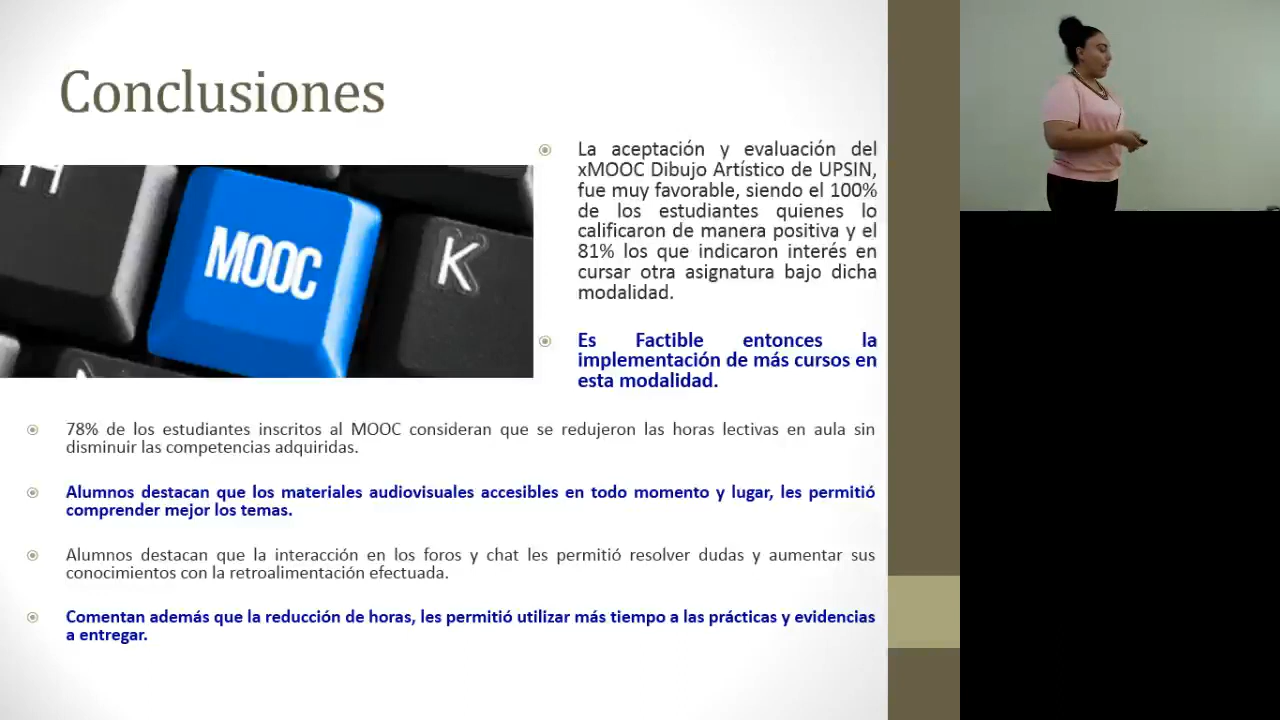 Conclusiones
H
MOOC
K
La aceptación y evaluación del
xMOOC Dibujo Artístico de UPSIN,
fue muy favorable, siendo el 100%
de los estudiantes quienes lo
calificaron de manera positiva y el
81% los que indicaron interés en
cursar otra asignatura bajo dicha
modalidad.
Es Factible entonces la
implementación de más cursos en
esta modalidad.
78% de los estudiantes inscritos al MOOC consideran que se redujeron las horas lectivas en aula sin
disminuir las competencias adquiridas.
Alumnos destacan que los materiales audiovisuales accesibles en todo momento y lugar, les permitió
comprender mejor los temas.
Alumnos destacan que la interacción en los foros y chat les permitió resolver dudas y aumentar sus
conocimientos con la retroalimentación efectuada.
Comentan además que la reducción de horas, les permitió utilizar más tiempo a las prácticas y evidencias
a entregar.